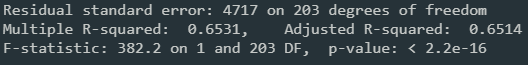 Residual standard error: 4717 on 203 degrees of freedom
Multiple R-squared:  0.6531,    Adjusted R-squared:  0.6514
F-statistic: 382.2 on 1 and 203 DF,  p-value: < 2.2e-16